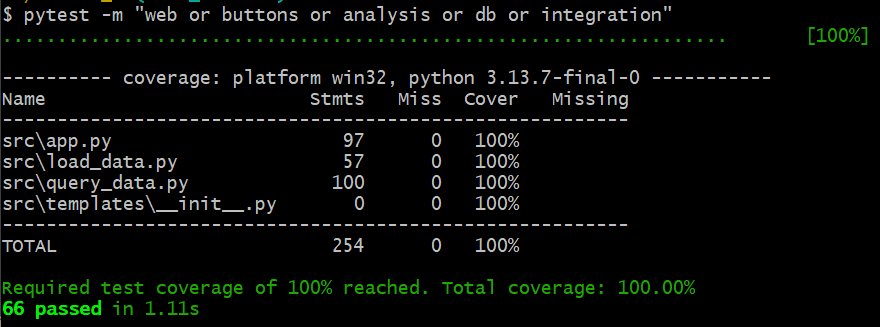 $ pytest -m "web or buttons or analysis or db or integration"
.................................................................. [100%]
---------- coverage: platform win32, python 3.13.7-final-0 -----------
Name Stmts Miss Cover Missing
---------------------------------------------------------
src\app.py 97 0 100%
src\load_data.py 57 0 100%
src\query_data.py 100 0 100%
src\templates\__init__.py 0 0 100%
---------------------------------------------------------
TOTAL 254 0 100%
Required test coverage of 100% reached. Total coverage: 100.00%
66 passed in 1.11s